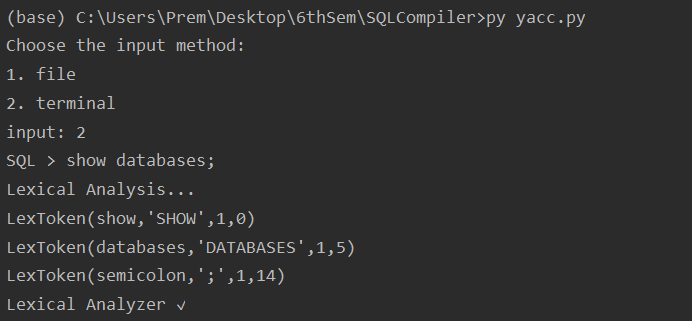 (base) C:\Users\Prem\Desktop\6thSem\SQLCompiler>py yacc.py
Choose the input method:
1. file
2. terminal
input: 2
SQL > show databases;
Lexical Analysis...
LexToken(show,'SHOW',1,0)
LexToken(databases,'DATABASES',1,5)
LexToken(semicolon,';',1,14)
Lexical Analyzer ✓